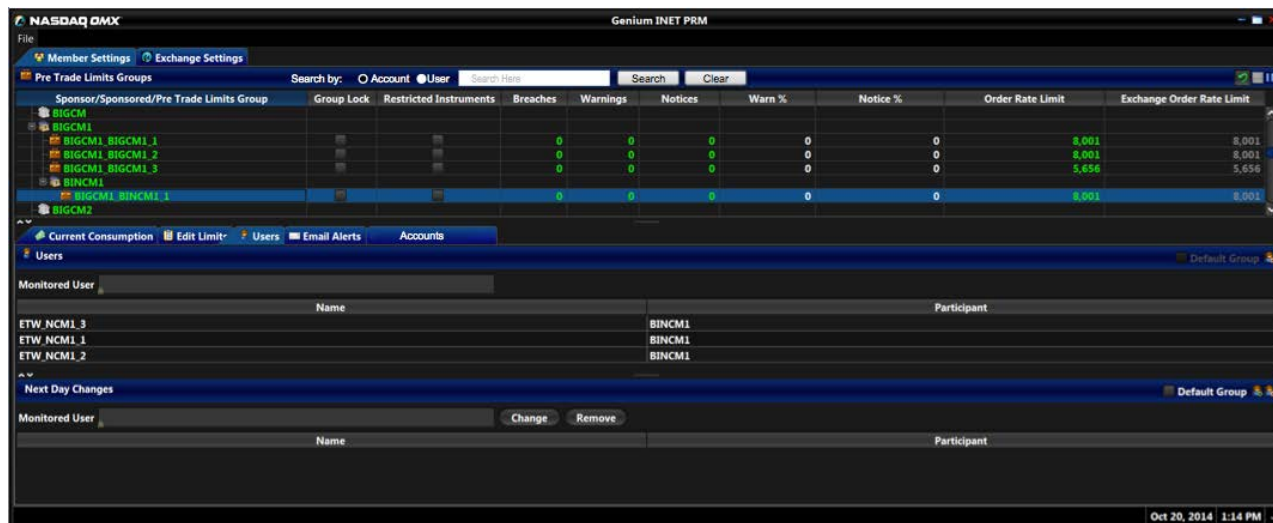 NASDAQ OMX Genium INET PRM
File
Member Settings Exchange Settings
Pre Trade Limits Groups Search by: Account User Search Here Search Clear
Sponsor/Sponsored/Pre Trade Limits Group Group Lock Restricted Instruments Breaches Warnings Notices Warn % Notice % Order Rate Limit Exchange Order Rate Limit
BIGCM
BIGCM1
BIGCM1_BIGCM1_1 0 0 0 0 0 8,001 8,001
BIGCM1_BIGCM1_2 0 0 0 0 0 8,001 8,001
BIGCM1_BIGCM1_3 0 0 0 0 0 5,656 5,656
BINCM1
BIGCM1_BINCM1_1 0 0 0 0 0 8,001 8,001
BIGCM2
Current Consumption Edit Limits Users Email Alerts Accounts
Users Default Group
Monitored User
Name Participant
ETW_NCM1_3 BINCM1
ETW_NCM1_1 BINCM1
ETW_NCM1_2 BINCM1
Next Day Changes Default Group
Monitored User Change Remove
Name Participant
Oct 20, 2014 1:14 PM